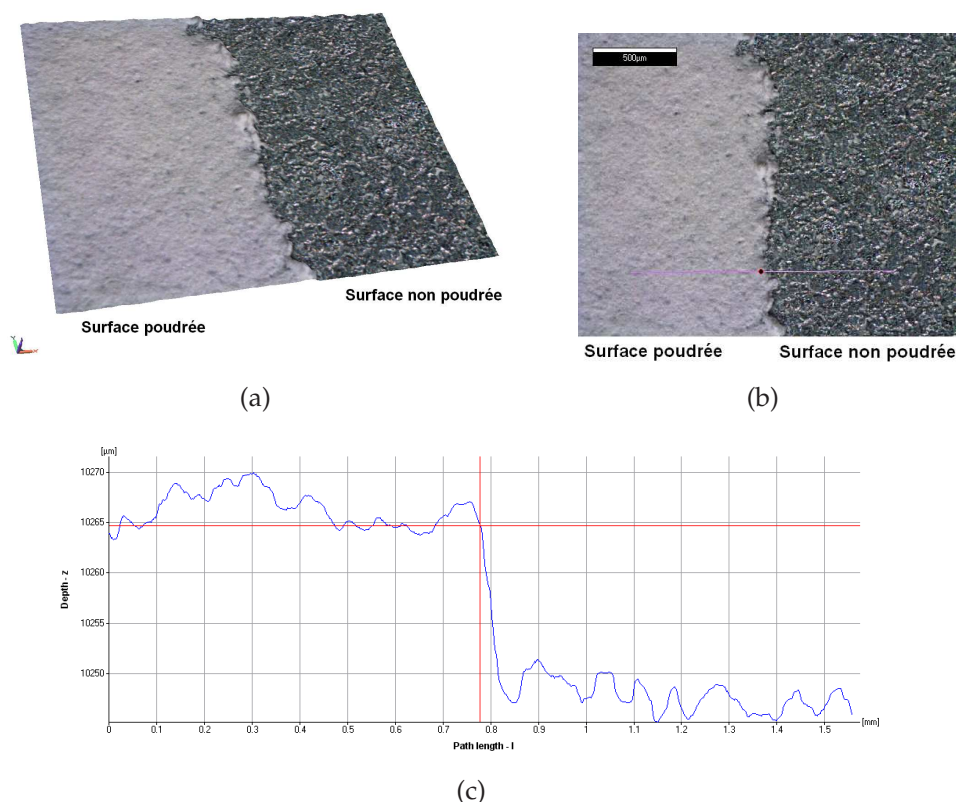 500µm
Surface poudrée
Surface non poudrée
Surface poudrée
Surface non poudrée
(a)
(b)
[µm]
10270
10265
10260
10255
10250
Depth - z
0 0.1 0.2 0.3 0.4 0.5 0.6 0.7 0.8 0.9 1.0 1.1 1.2 1.3 1.4 1.5 [mm]
Path length - l
(c)